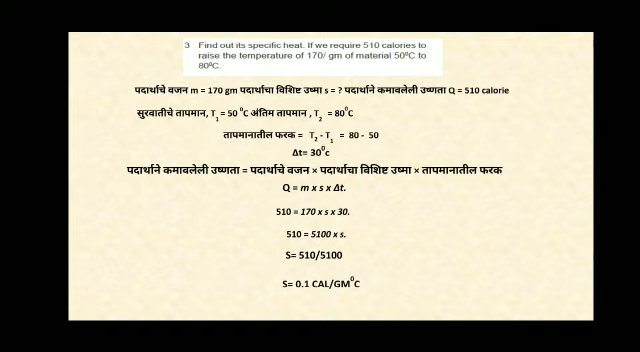 3 Find out its specific heat. If we require 510 calories to
raise the temperature of 170/ gm of material 50⁰C to
80⁰C.
पदार्थाचे वजन m = 170 gm पदार्थाचा विशिष्ट उष्मा s = ? पदार्थाने कमावलेली उष्णता Q = 510 calorie
सुरवातीचे तापमान, T₁ = 50 ⁰C अंतिम तापमान , T₂ = 80⁰C
तापमानातील फरक = T₂ - T₁ = 80 - 50
Δt= 30⁰c
पदार्थाने कमावलेली उष्णता = पदार्थाचे वजन × पदार्थाचा विशिष्ट उष्मा × तापमानातील फरक
Q = m x s x Δt.
510 = 170 x s x 30.
510 = 5100 x s.
S= 510/5100
S= 0.1 CAL/GM⁰C